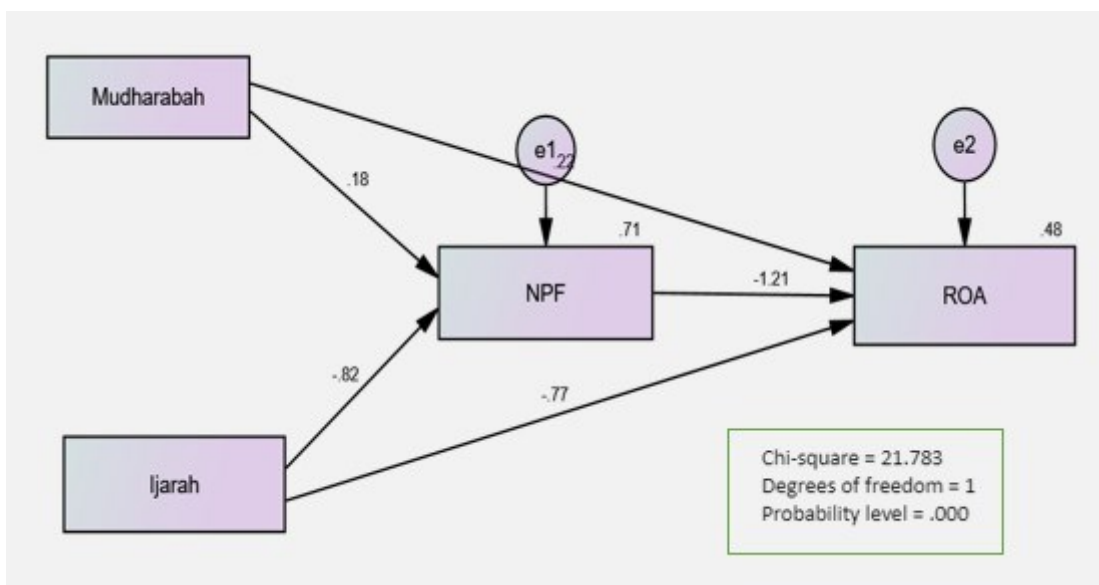 Mudharabah
e1
.22
e2
.18
.71
.48
NPF
-1.21
ROA
-.82
-.77
Ijarah
Chi-square = 21.783
Degrees of freedom = 1
Probability level = .000